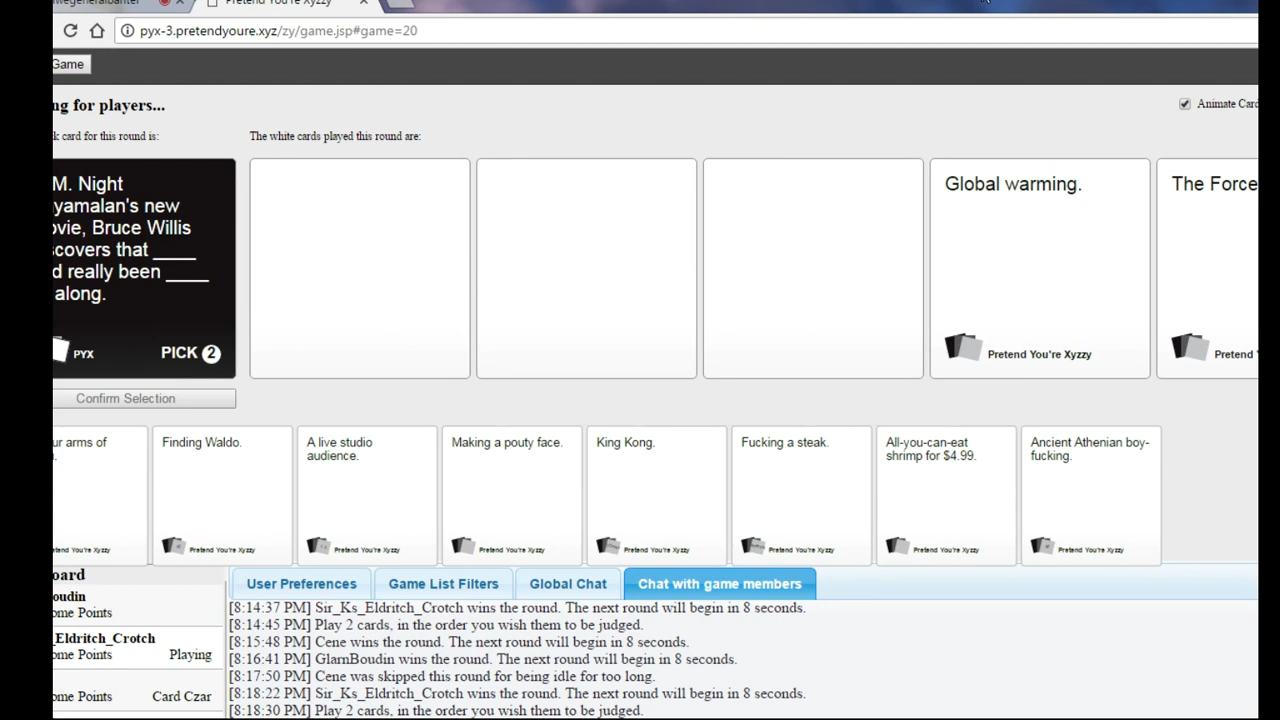 wegeneralbanter
Pretend You're Xyzzy
pyx-3.pretendyoure.xyz/zy/game.jsp#game=20
Game
ng for players...
Animate Card
k card for this round is:
The white cards played this round are:
M. Night
yamalan's new
ovie, Bruce Willis
scovers that ____
d really been ____
along.
PYX
PICK 2
Global warming.
Pretend You're Xyzzy
The Force
Pretend Y
Confirm Selection
ur arms of
.
etend You're Xyzzy
Finding Waldo.
Pretend You're Xyzzy
A live studio
audience.
Pretend You're Xyzzy
Making a pouty face.
Pretend You're Xyzzy
King Kong.
Pretend You're Xyzzy
Fucking a steak.
Pretend You're Xyzzy
All-you-can-eat
shrimp for $4.99.
Pretend You're Xyzzy
Ancient Athenian boy-
fucking.
Pretend You're Xyzzy
oard
oudin
ome Points
_Eldritch_Crotch
ome Points Playing
ome Points Card Czar
User Preferences
Game List Filters
Global Chat
Chat with game members
[8:14:37 PM] Sir_Ks_Eldritch_Crotch wins the round. The next round will begin in 8 seconds.
[8:14:45 PM] Play 2 cards, in the order you wish them to be judged.
[8:15:48 PM] Cene wins the round. The next round will begin in 8 seconds.
[8:16:41 PM] GlarnBoudin wins the round. The next round will begin in 8 seconds.
[8:17:50 PM] Cene was skipped this round for being idle for too long.
[8:18:22 PM] Sir_Ks_Eldritch_Crotch wins the round. The next round will begin in 8 seconds.
[8:18:30 PM] Play 2 cards, in the order you wish them to be judged.